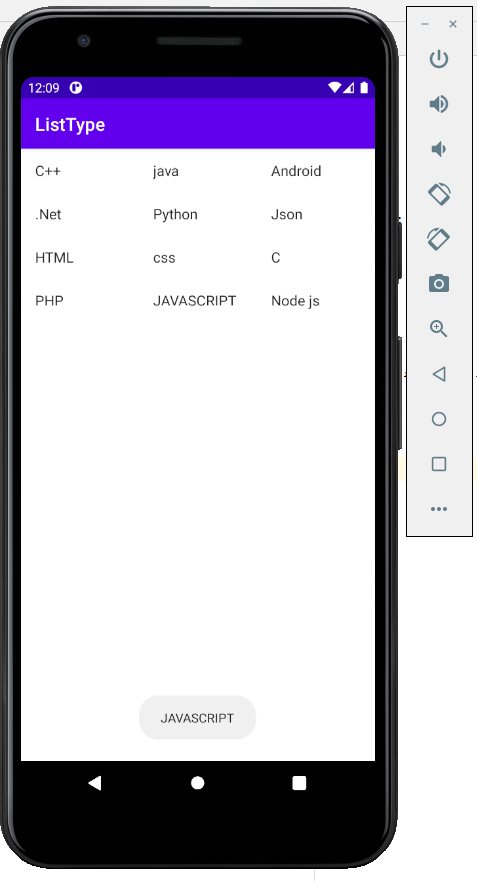 12:09
ListType
C++ java Android
.Net Python Json
HTML css C
PHP JAVASCRIPT Node js
JAVASCRIPT